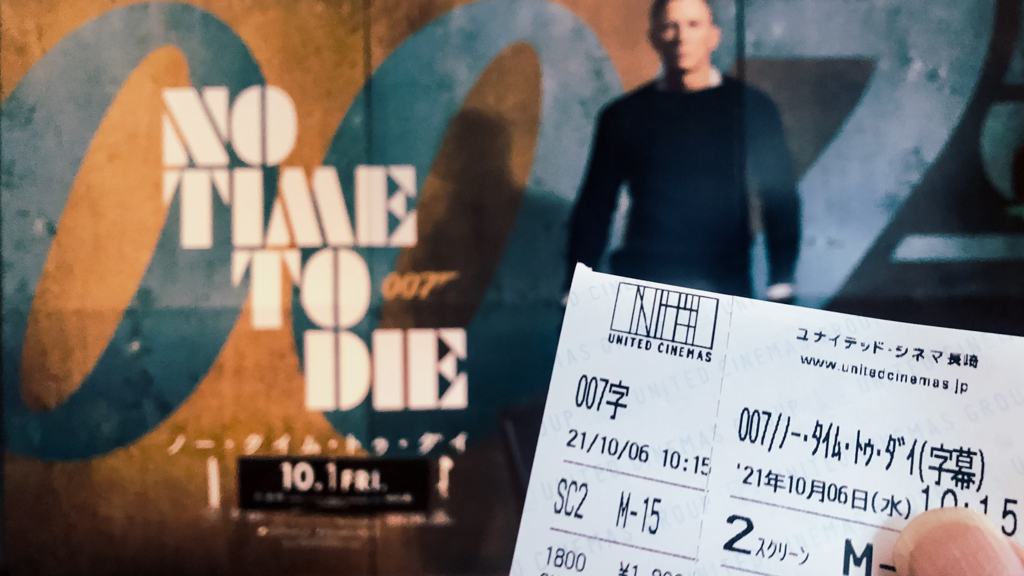 NO
TIME
TO
007
DIE
ノー・タイム・トゥ・ダイ
10.1 FRI.
UNITED CINEMAS
007字
21/10/06 10:15
SC2 M-15
1800
ユナイテッド・シネマ長崎
www.unitedcinemas.jp
007/ノー・タイム・トゥ・ダイ(字幕)
'21年10月06日(水) 10:15
2スクリーン M-